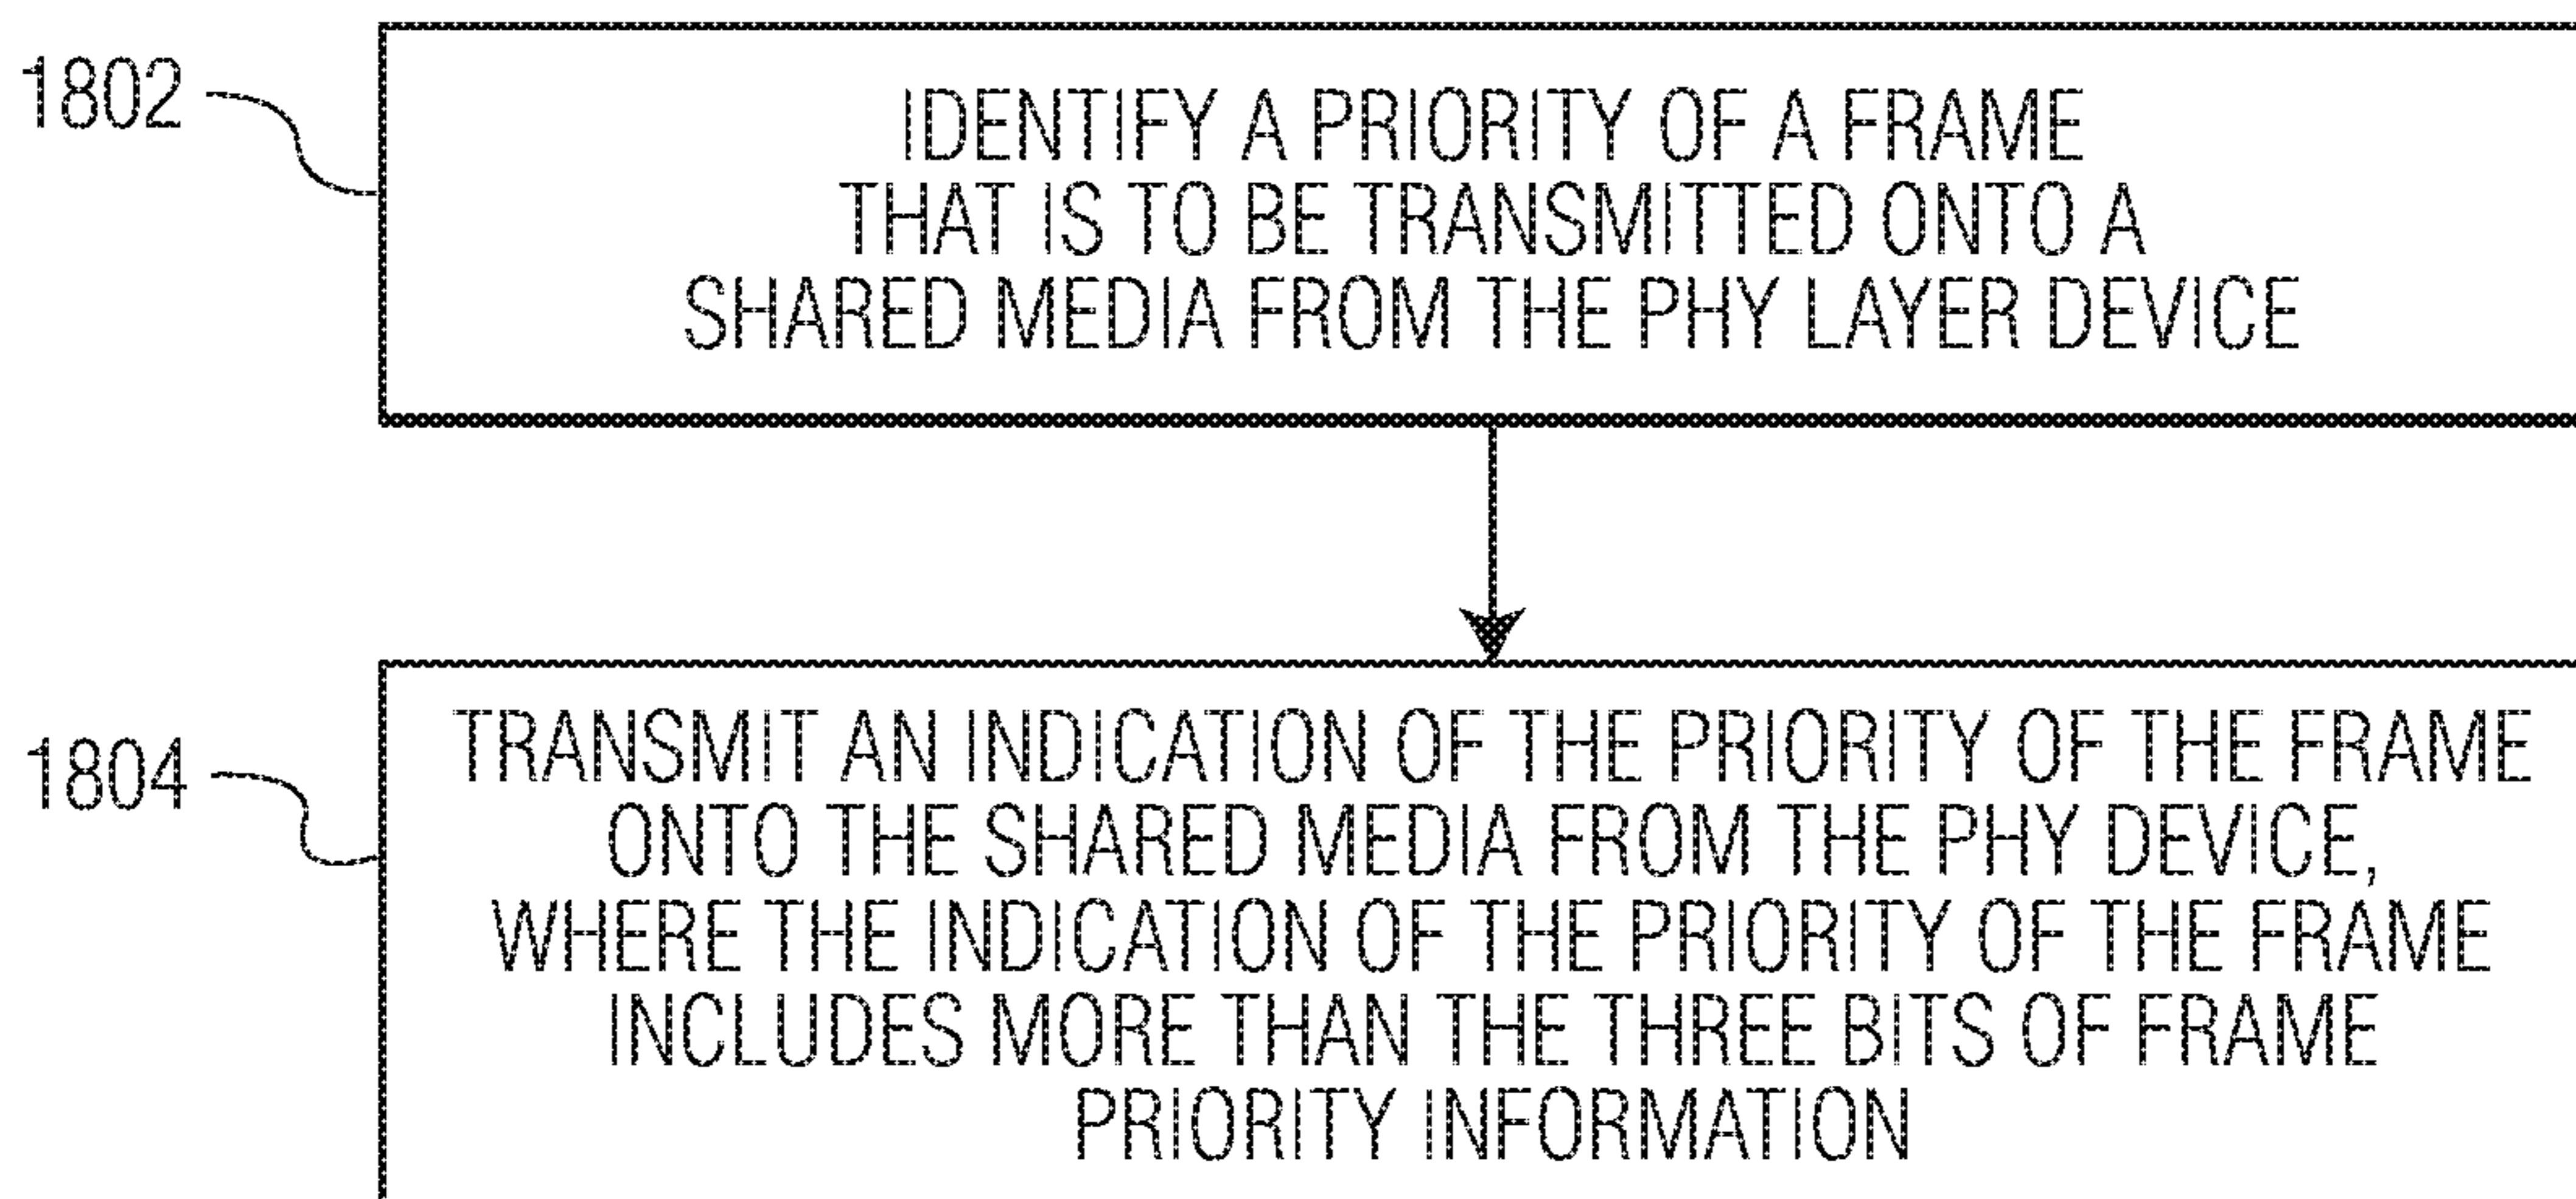 1802
IDENTIFY A PRIORITY OF A FRAME
THAT IS TO BE TRANSMITTED ONTO A
SHARED MEDIA FROM THE PHY LAYER DEVICE
1804
TRANSMIT AN INDICATION OF THE PRIORITY OF THE FRAME
ONTO THE SHARED MEDIA FROM THE PHY DEVICE,
WHERE THE INDICATION OF THE PRIORITY OF THE FRAME
INCLUDES MORE THAN THE THREE BITS OF FRAME
PRIORITY INFORMATION